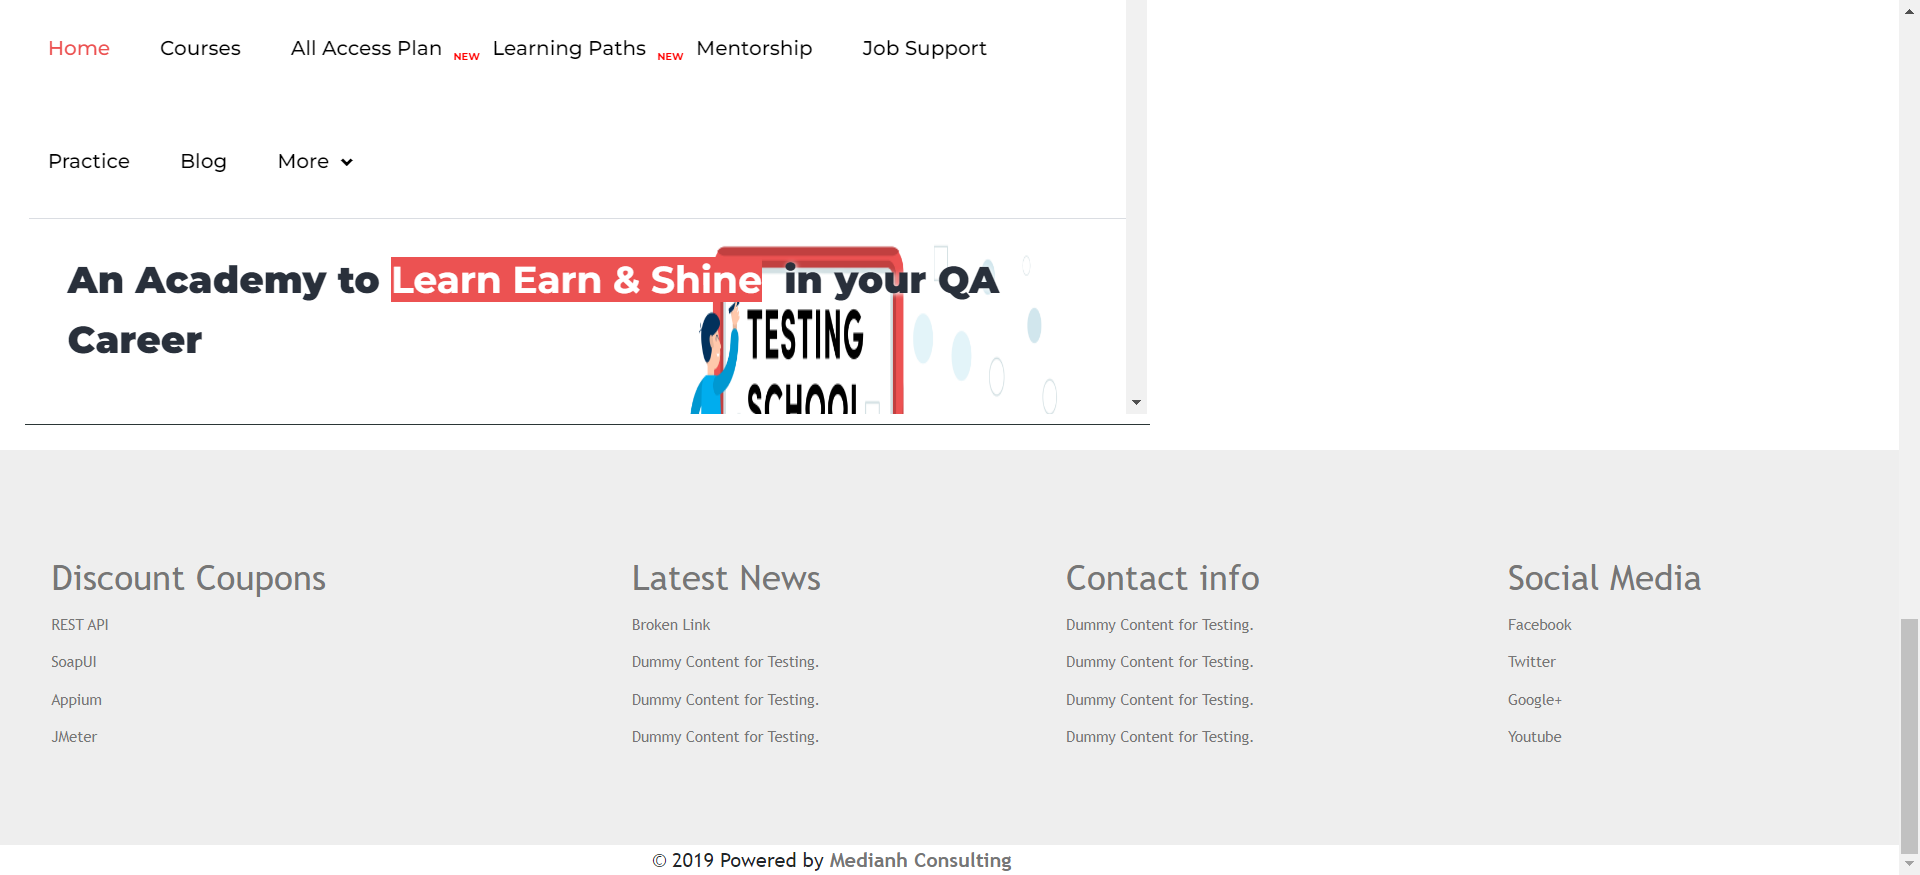 Home Courses All Access Plan NEW Learning Paths NEW Mentorship Job Support
Practice Blog More
An Academy to Learn Earn & Shine in your QA
Career
TESTING
SCHOOL
Discount Coupons
REST API
SoapUI
Appium
JMeter
Latest News
Broken Link
Dummy Content for Testing.
Dummy Content for Testing.
Dummy Content for Testing.
Contact info
Dummy Content for Testing.
Dummy Content for Testing.
Dummy Content for Testing.
Dummy Content for Testing.
Social Media
Facebook
Twitter
Google+
Youtube
© 2019 Powered by Medianh Consulting